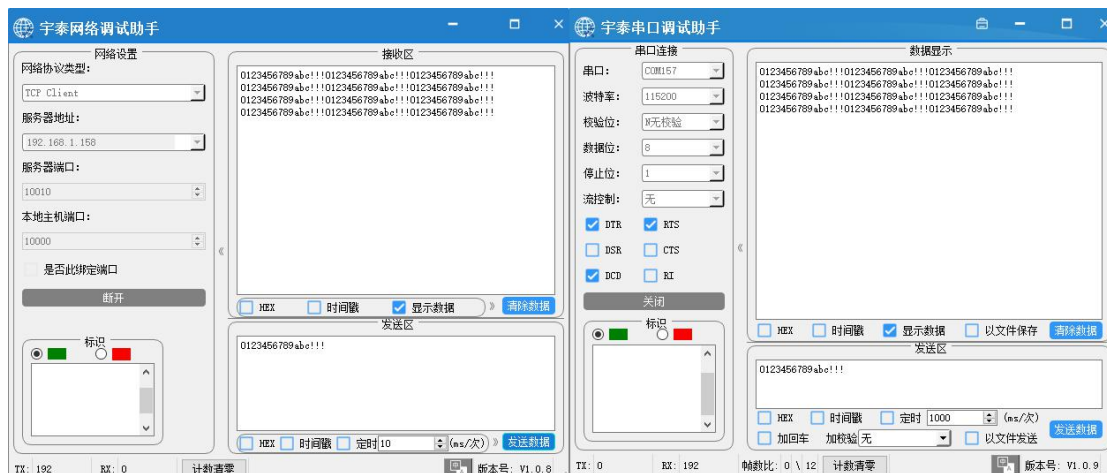 宇泰网络调试助手
网络设置
网络协议类型:
TCP Client
服务器地址:
192.168.1.158
服务器端口:
10010
本地主机端口:
10000
是否此绑定端口
断开
标识
接收区
0123456789abc!!!0123456789abc!!!0123456789abc!!!
0123456789abc!!!0123456789abc!!!0123456789abc!!!
0123456789abc!!!0123456789abc!!!0123456789abc!!!
0123456789abc!!!0123456789abc!!!0123456789abc!!!
HEX 时间戳 显示数据 清除数据
发送区
0123456789abc!!!
HEX 时间戳 定时 10 (ms/次) 发送数据
TX: 192 RX: 0 计数清零 版本号: V1.0.8
宇泰串口调试助手
串口连接
串口: COM157
波特率: 115200
校验位: N无校验
数据位: 8
停止位: 1
流控制: 无
DTR RTS
DSR CTS
DCD RI
关闭
标识
数据显示
0123456789abc!!!0123456789abc!!!0123456789abc!!!
0123456789abc!!!0123456789abc!!!0123456789abc!!!
0123456789abc!!!0123456789abc!!!0123456789abc!!!
0123456789abc!!!0123456789abc!!!0123456789abc!!!
HEX 时间戳 显示数据 以文件保存 清除数据
发送区
0123456789abc!!!
HEX 时间戳 定时 1000 (ms/次)
加回车 加校验 无 以文件发送 发送数据
TX: 0 RX: 192 帧数比: 0 \ 12 计数清零 版本号: V1.0.9